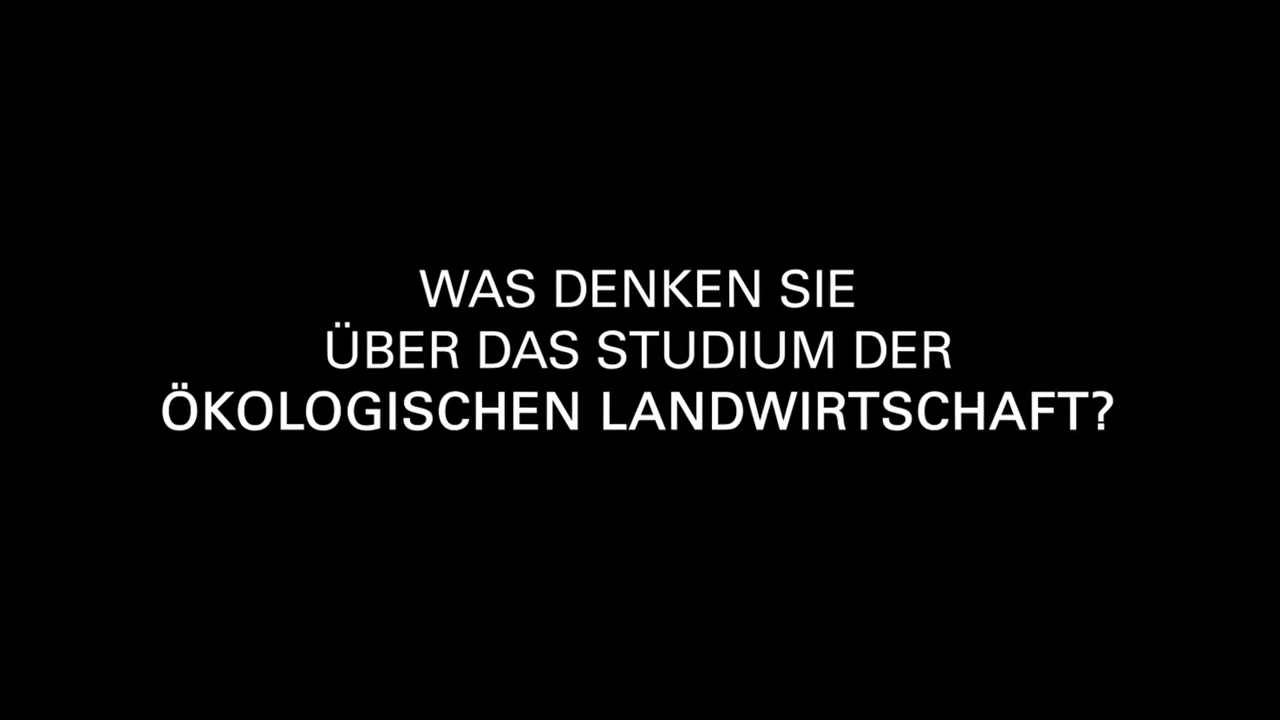 WAS DENKEN SIE
ÜBER DAS STUDIUM DER
ÖKOLOGISCHEN LANDWIRTSCHAFT?